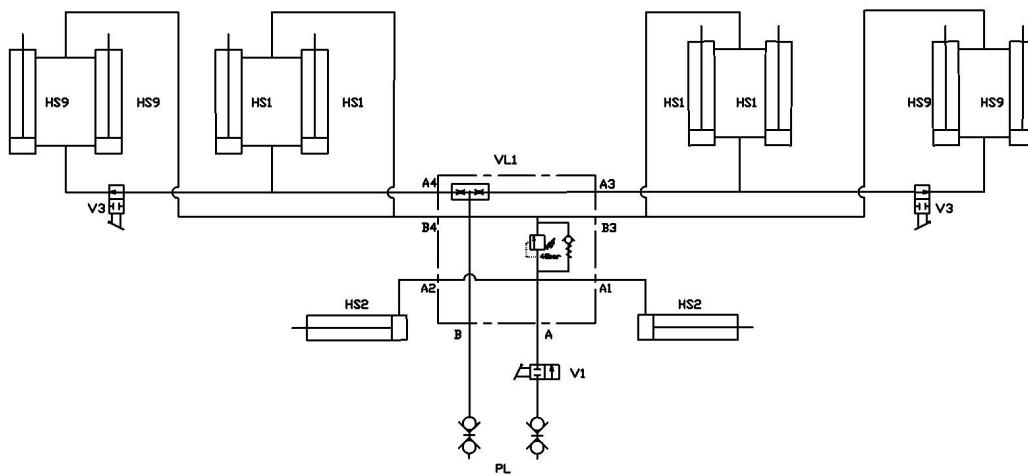 HS9 HS9 HS1 HS1 HS1 HS1 HS9 HS9
VL1
A4 A3
V3 V3
B4 B3
A2 A1
HS2 HS2
B A
V1
PL